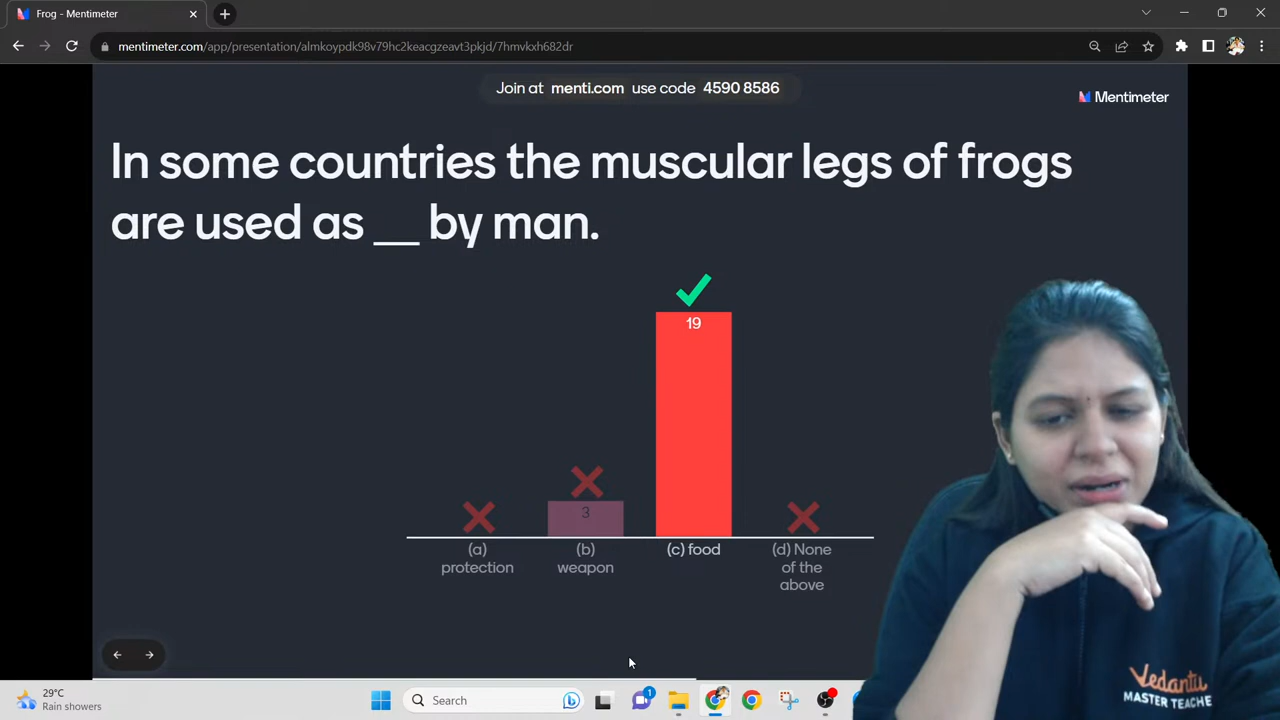 Frog - Mentimeter
mentimeter.com/app/presentation/almkoypdk98v79hc2keacgzeavt3pkjd/7hmvkxh682dr
Join at menti.com use code 4590 8586
Mentimeter
In some countries the muscular legs of frogs
are used as __ by man.
19
3
(a)
protection
(b)
weapon
(c) food
(d) None
of the
above
Vedantu
MASTER TEACHE
29°C
Rain showers
Search
1